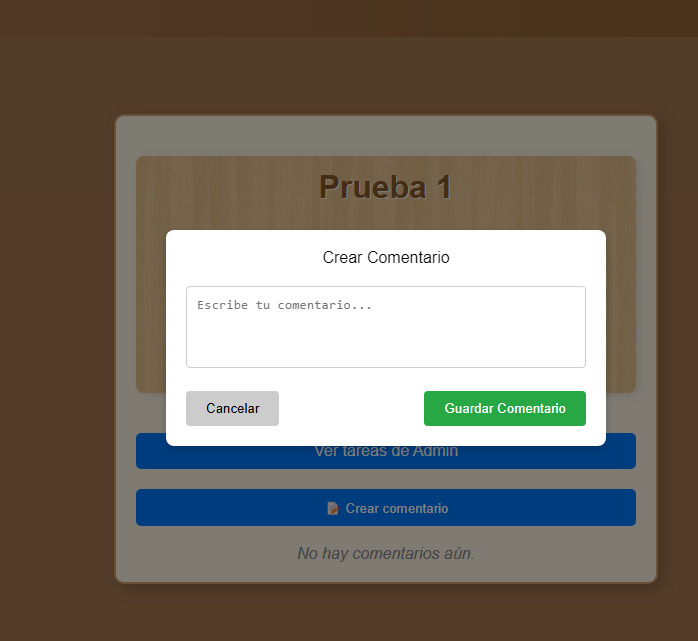 Prueba 1
Crear Comentario
Escribe tu comentario...
Cancelar
Guardar Comentario
Ver tareas de Admin
Crear comentario
No hay comentarios aún.